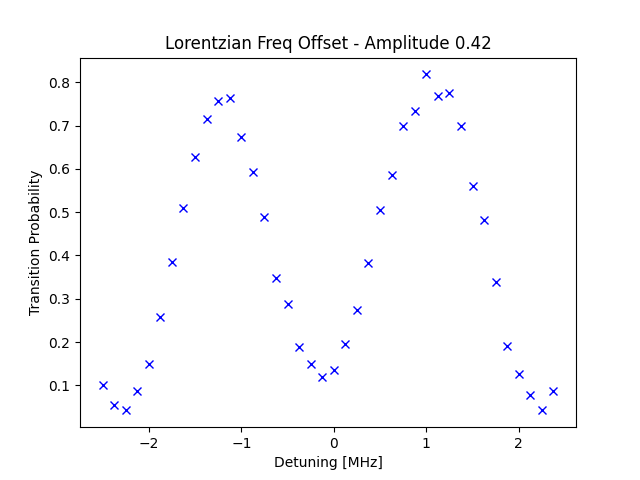 Lorentzian Freq Offset - Amplitude 0.42
0.8
0.7
0.6
0.5
0.4
0.3
0.2
0.1
Transition Probability
−2 −1 0 1 2
Detuning [MHz]